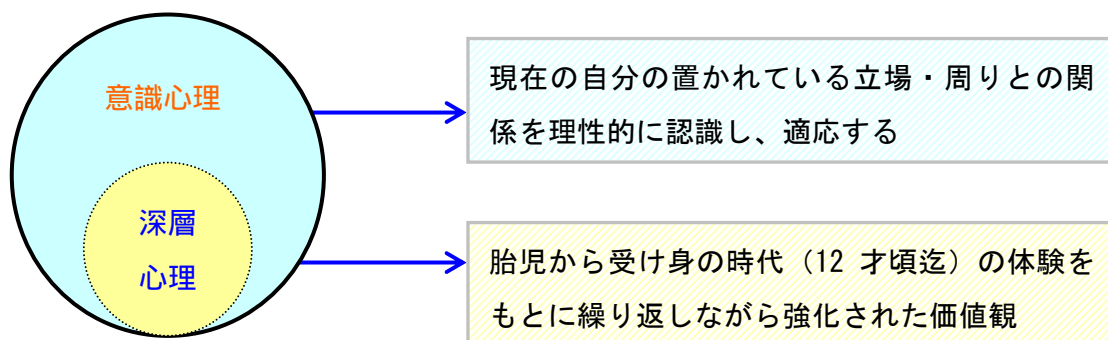 意識心理
深層
心理
現在の自分の置かれている立場・周りとの関
係を理性的に認識し、適応する
胎児から受け身の時代（12 才頃迄）の体験を
もとに繰り返しながら強化された価値観